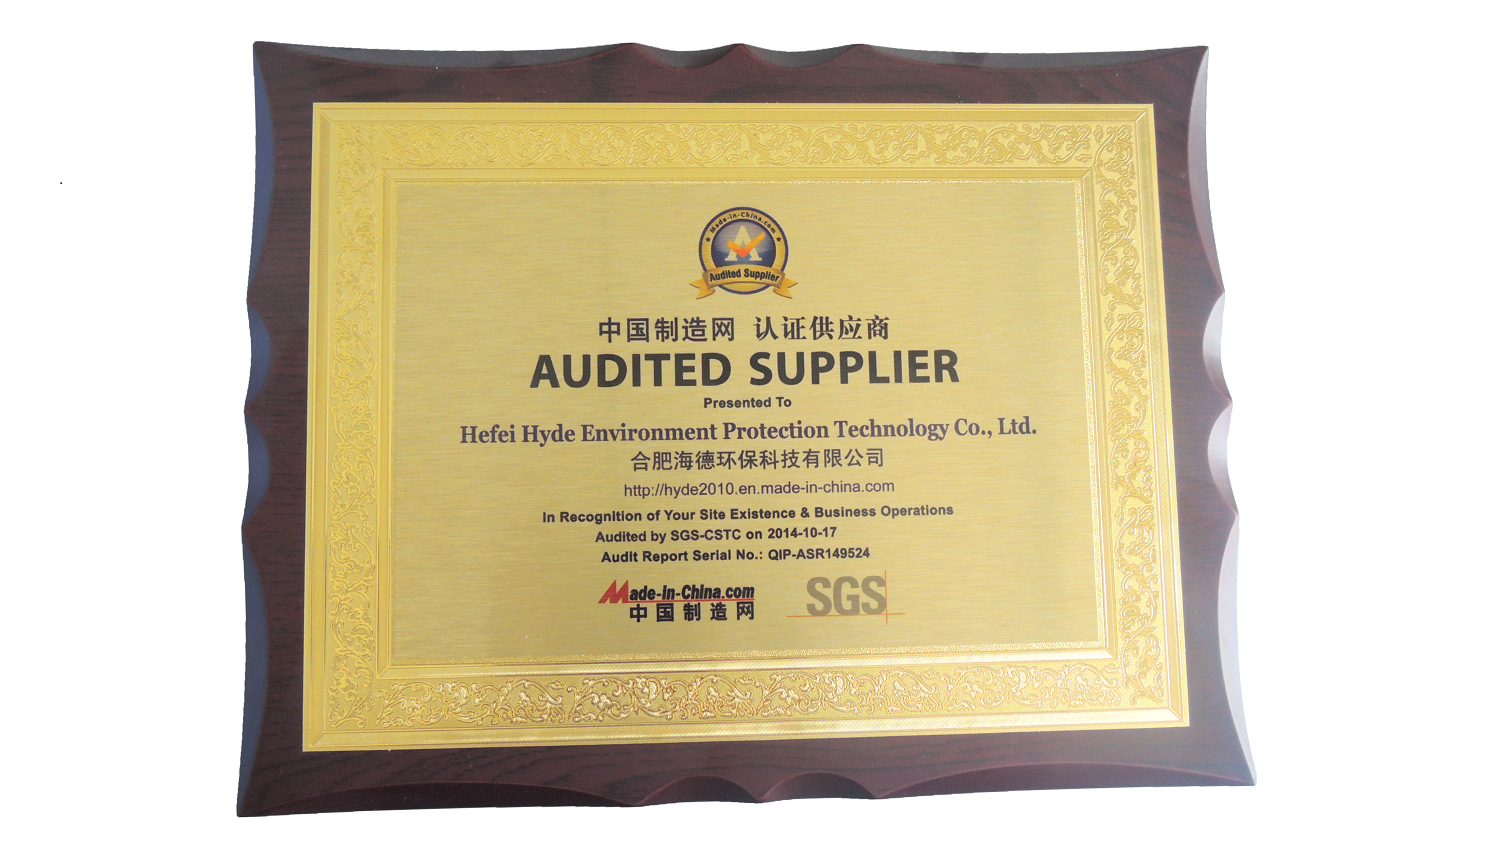 Made-in-China.com
Audited Supplier
中国制造网 认证供应商
AUDITED SUPPLIER
Presented To
Hefei Hyde Environment Protection Technology Co., Ltd.
合肥海德环保科技有限公司
http://hyde2010.en.made-in-china.com
In Recognition of Your Site Existence & Business Operations
Audited by SGS-CSTC on 2014-10-17
Audit Report Serial No.: QIP-ASR149524
Made-in-China.com
中国制造网
SGS